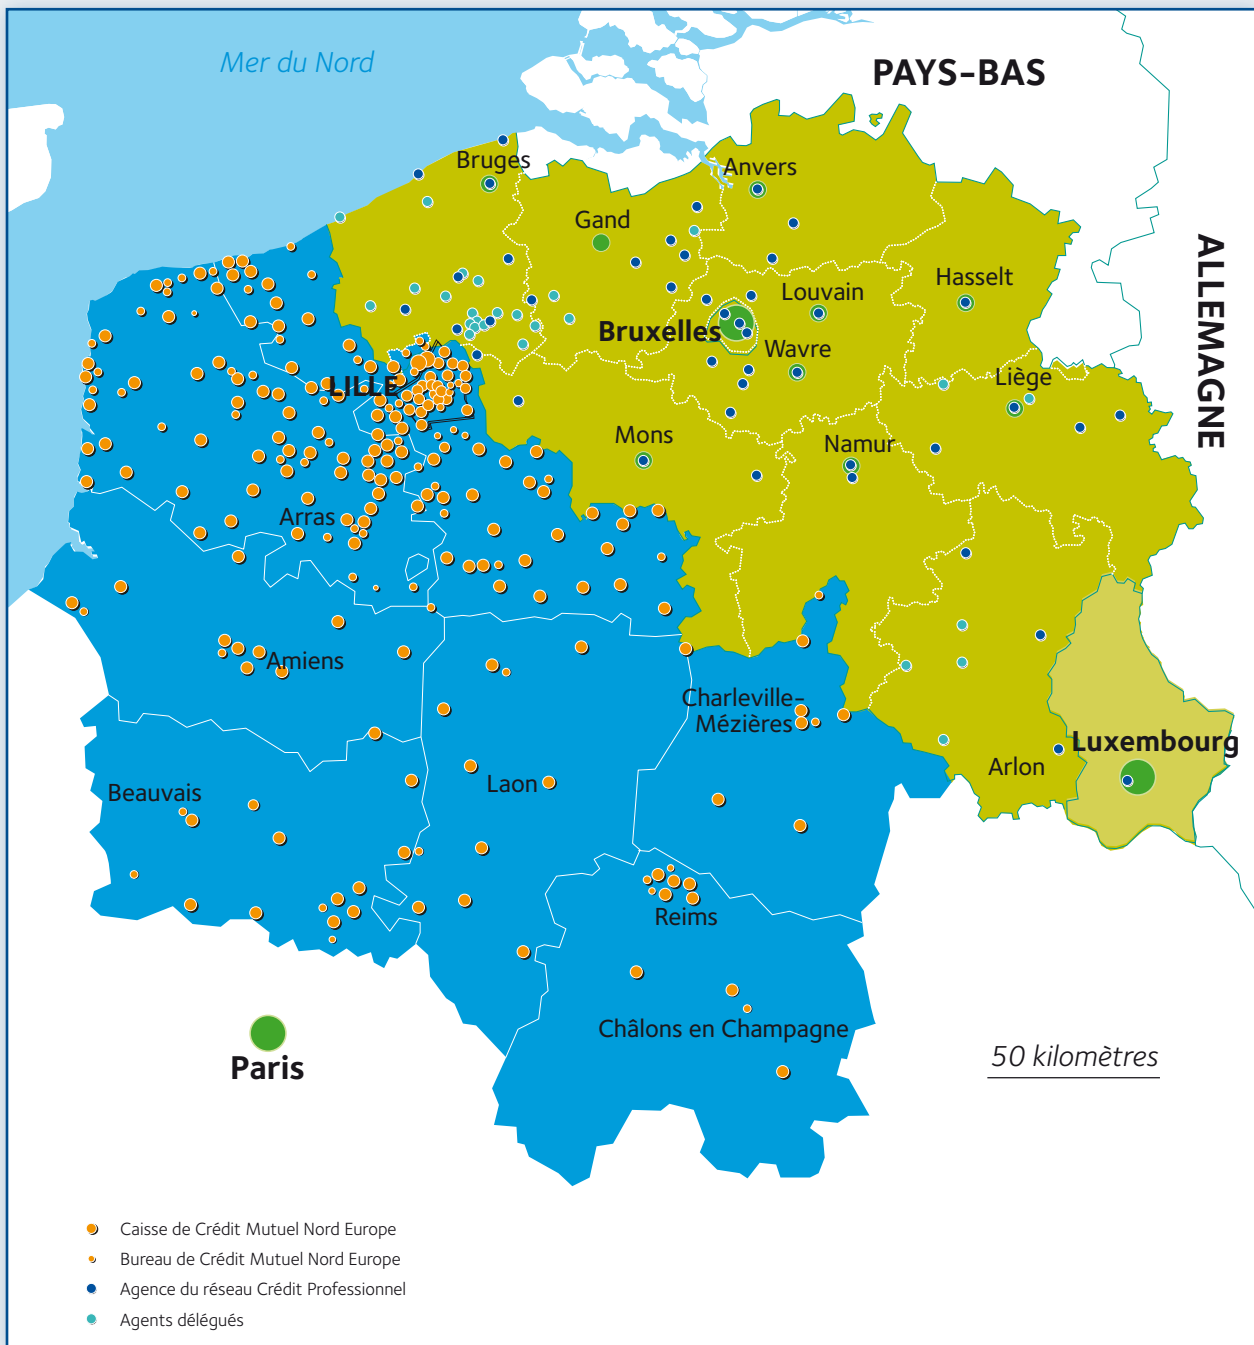 Mer du Nord
PAYS-BAS
Bruges
Anvers
Gand
ALLEMAGNE
Hasselt
Louvain
Bruxelles
Wavre
LILLE
Liège
Mons
Namur
Arras
Amiens
Charleville-
Mézières
Luxembourg
Arlon
Laon
Beauvais
Reims
Châlons en Champagne
50 kilomètres
Paris
Caisse de Crédit Mutuel Nord Europe
Bureau de Crédit Mutuel Nord Europe
Agence du réseau Crédit Professionnel
Agents délégués